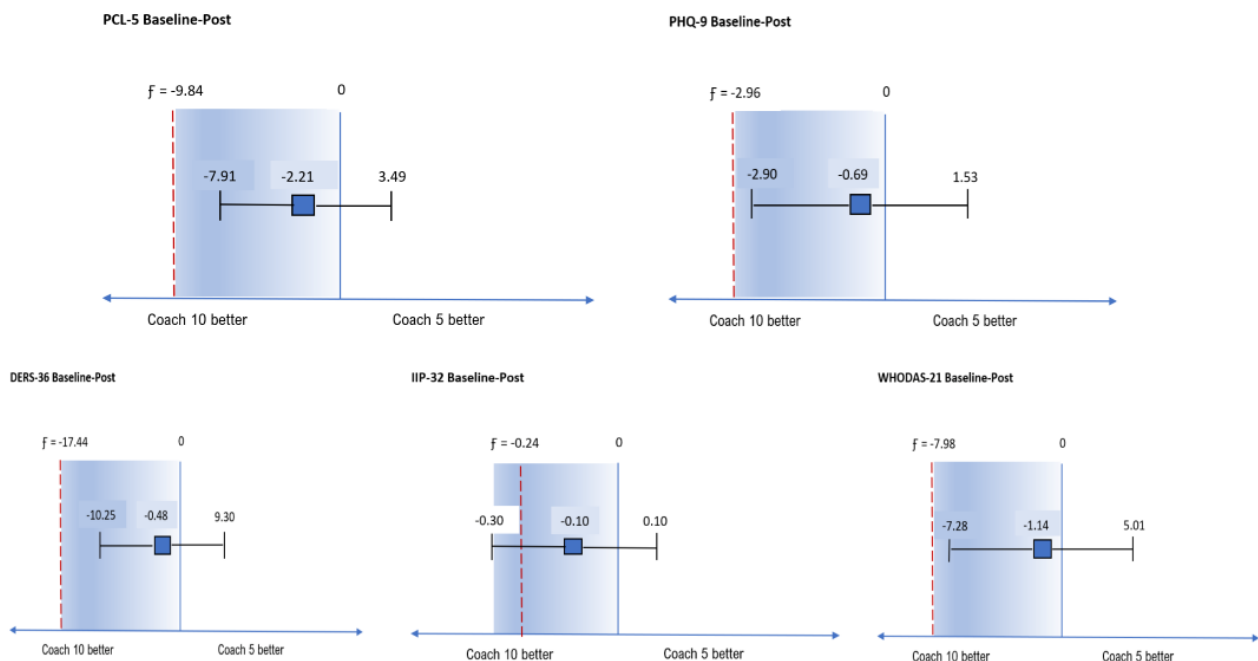 PCL-5 Baseline-Post
ƒ = -9.84 0
-7.91 -2.21 3.49
Coach 10 better Coach 5 better
PHQ-9 Baseline-Post
ƒ = -2.96 0
-2.90 -0.69 1.53
Coach 10 better Coach 5 better
DERS-36 Baseline-Post
ƒ = -17.44 0
-10.25 -0.48 9.30
Coach 10 better Coach 5 better
IIP-32 Baseline-Post
ƒ = -0.24 0
-0.30 -0.10 0.10
Coach 10 better Coach 5 better
WHODAS-21 Baseline-Post
ƒ = -7.98 0
-7.28 -1.14 5.01
Coach 10 better Coach 5 better